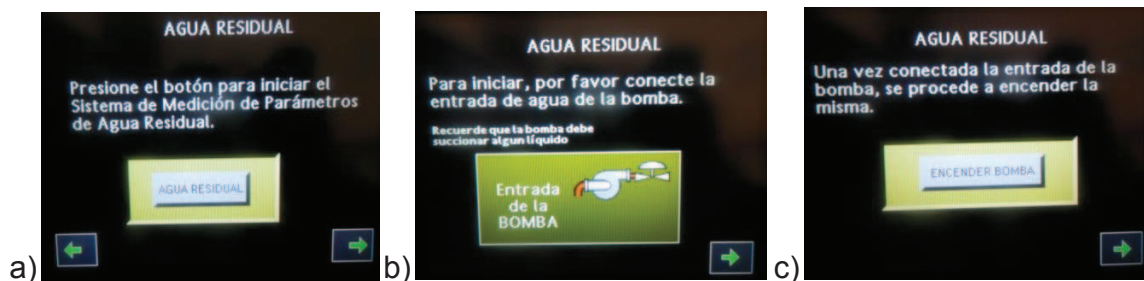 AGUA RESIDUAL
Presione el botón para iniciar el
Sistema de Medición de Parámetros
de Agua Residual.
AGUA RESIDUAL
a)
AGUA RESIDUAL
Para iniciar, por favor conecte la
entrada de agua de la bomba.
Recuerde que la bomba debe
succionar algun líquido
Entrada
de la
BOMBA
b)
AGUA RESIDUAL
Una vez conectada la entrada de la
bomba, se procede a encender la
misma.
ENCENDER BOMBA
c)